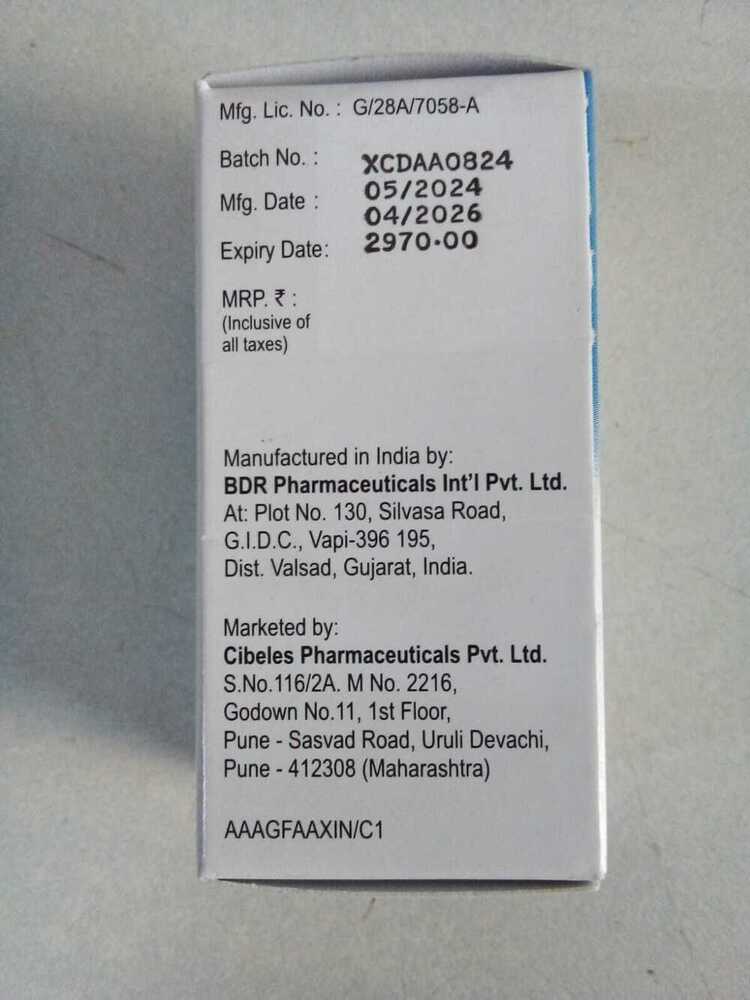 Mfg. Lic. No. : G/28A/7058-A
Batch No. : XCDAA0824
Mfg. Date : 05/2024
04/2026
Expiry Date: 2970.00
MRP. ₹ :
(Inclusive of
all taxes)
Manufactured in India by:
BDR Pharmaceuticals Int'l Pvt. Ltd.
At: Plot No. 130, Silvasa Road,
G.I.D.C., Vapi-396 195,
Dist. Valsad, Gujarat, India.
Marketed by:
Cibeles Pharmaceuticals Pvt. Ltd.
S.No.116/2A. M No. 2216,
Godown No.11, 1st Floor,
Pune - Sasvad Road, Uruli Devachi,
Pune - 412308 (Maharashtra)
AAAGFAAXIN/C1